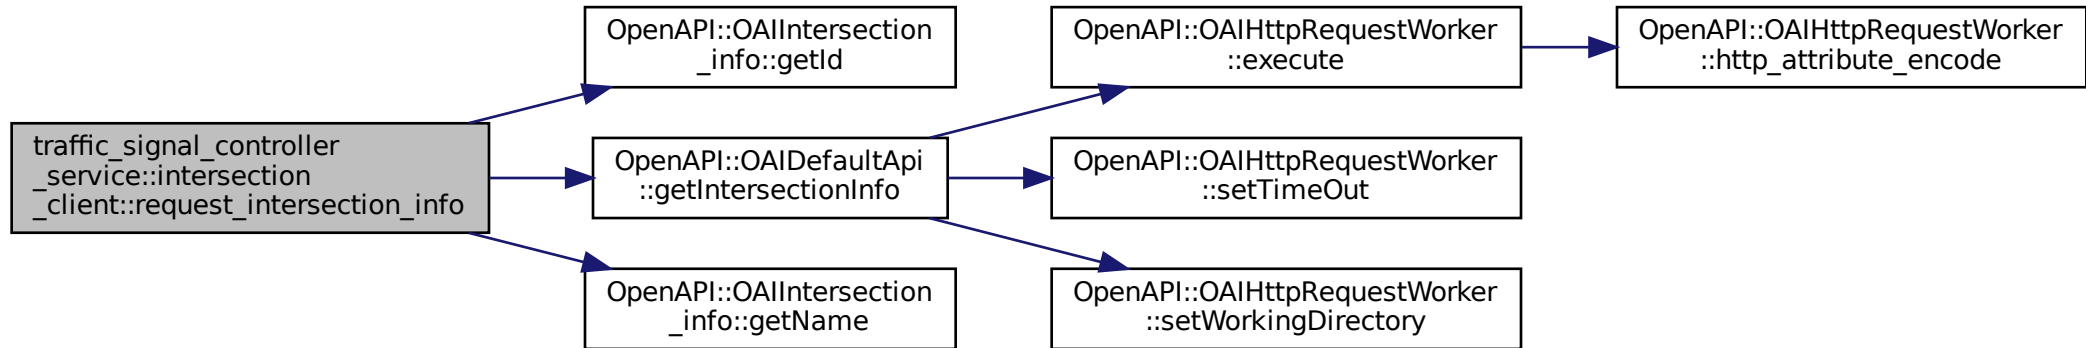 traffic_signal_controller
_service::intersection
_client::request_intersection_info
OpenAPI::OAIIntersection
_info::getId
OpenAPI::OAIDefaultApi
::getIntersectionInfo
OpenAPI::OAIIntersection
_info::getName
OpenAPI::OAIHttpRequestWorker
::execute
OpenAPI::OAIHttpRequestWorker
::setTimeOut
OpenAPI::OAIHttpRequestWorker
::setWorkingDirectory
OpenAPI::OAIHttpRequestWorker
::http_attribute_encode